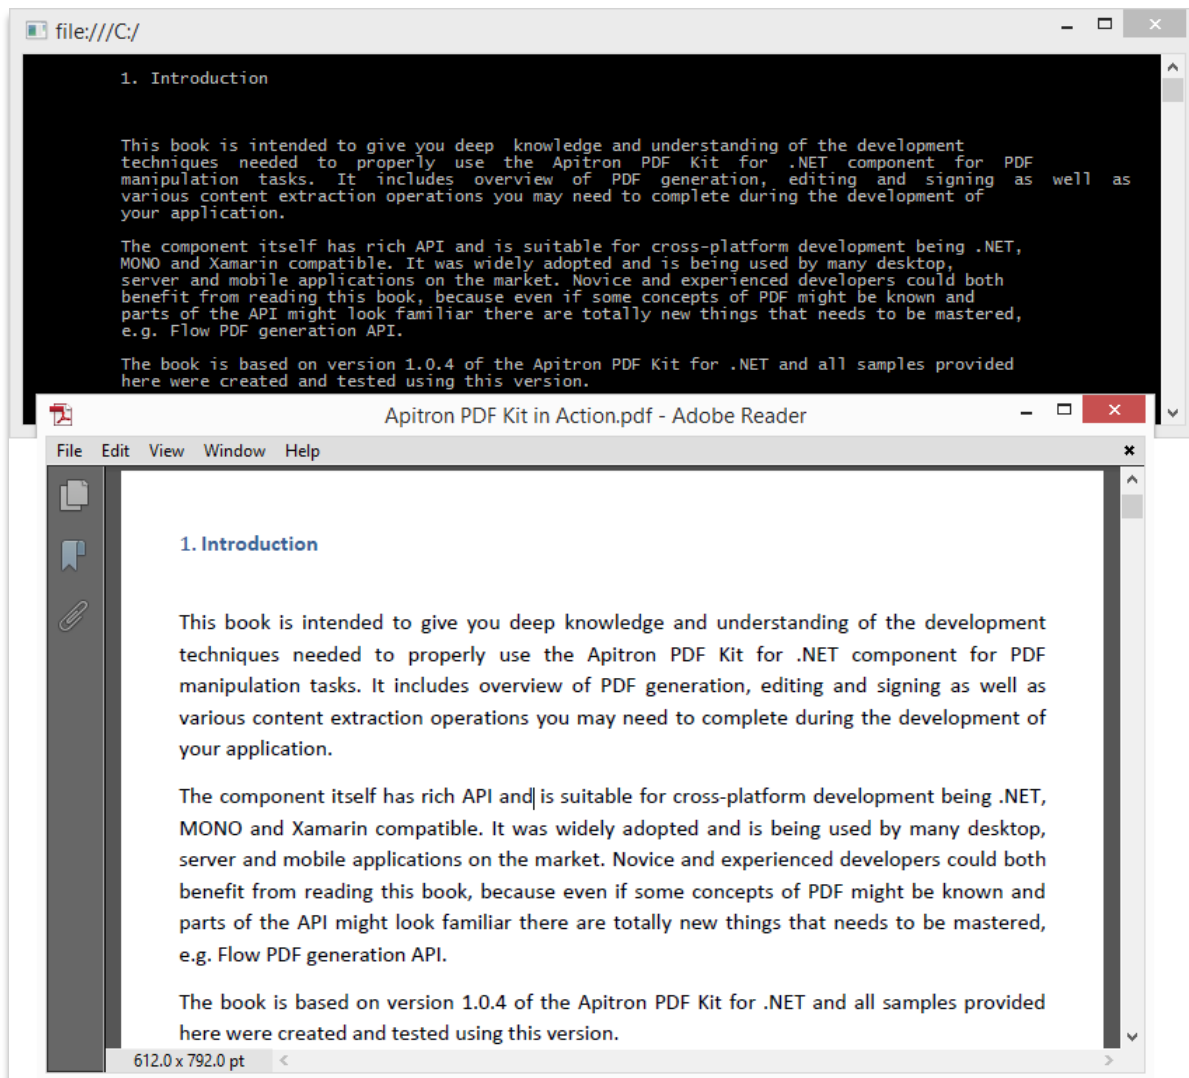 file:///C:/
1. Introduction
This book is intended to give you deep  knowledge and understanding of the development
techniques  needed  to  properly  use  the  Apitron  PDF  Kit  for  .NET  component  for  PDF
manipulation  tasks.  It  includes  overview  of  PDF  generation,  editing  and  signing  as  well  as
various content extraction operations you may need to complete during the development of
your application.
The component itself has rich API and is suitable for cross-platform development being .NET,
MONO and Xamarin compatible. It was widely adopted and is being used by many desktop,
server and mobile applications on the market. Novice and experienced developers could both
benefit from reading this book, because even if some concepts of PDF might be known and
parts of the API might look familiar there are totally new things that needs to be mastered,
e.g. Flow PDF generation API.
The book is based on version 1.0.4 of the Apitron PDF Kit for .NET and all samples provided
here were created and tested using this version.
Apitron PDF Kit in Action.pdf - Adobe Reader
File Edit View Window Help
1. Introduction
This book is intended to give you deep knowledge and understanding of the development
techniques needed to properly use the Apitron PDF Kit for .NET component for PDF
manipulation tasks. It includes overview of PDF generation, editing and signing as well as
various content extraction operations you may need to complete during the development of
your application.
The component itself has rich API and is suitable for cross-platform development being .NET,
MONO and Xamarin compatible. It was widely adopted and is being used by many desktop,
server and mobile applications on the market. Novice and experienced developers could both
benefit from reading this book, because even if some concepts of PDF might be known and
parts of the API might look familiar there are totally new things that needs to be mastered,
e.g. Flow PDF generation API.
The book is based on version 1.0.4 of the Apitron PDF Kit for .NET and all samples provided
here were created and tested using this version.
612.0 x 792.0 pt